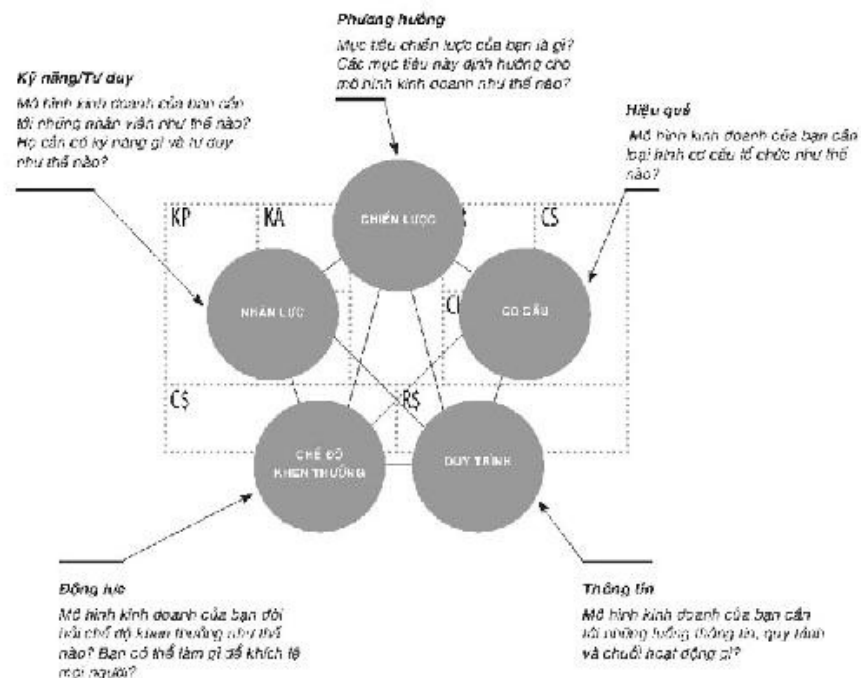 Phương hướng
Mục tiêu chiến lược của bạn là gì?
Các mục tiêu này định hướng cho
mô hình kinh doanh như thế nào?
Kỹ năng/Tư duy
Mô hình kinh doanh của bạn cần
tới những nhân viên như thế nào?
Họ cần có kỹ năng gì và tư duy
như thế nào?
Hiệu quả
Mô hình kinh doanh của bạn cần
loại hình cơ cấu tổ chức như thế
nào?
KP
KA
CHIẾN LƯỢC
CS
NHÂN LỰC
CƠ CẤU
C$
R$
CHẾ ĐỘ
KHEN THƯỞNG
QUY TRÌNH
Động lực
Mô hình kinh doanh của bạn đòi
hỏi chế độ khen thưởng như thế
nào? Bạn có thể làm gì để khích lệ
mọi người?
Thông tin
Mô hình kinh doanh của bạn cần
tới những luồng thông tin, quy trình
và chuỗi hoạt động gì?